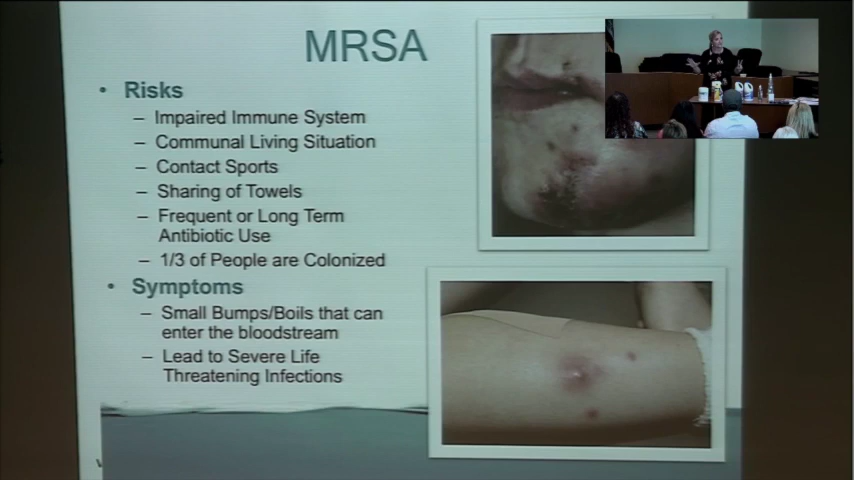 MRSA
• Risks
– Impaired Immune System
– Communal Living Situation
– Contact Sports
– Sharing of Towels
– Frequent or Long Term
Antibiotic Use
– 1/3 of People are Colonized
• Symptoms
– Small Bumps/Boils that can
enter the bloodstream
– Lead to Severe Life
Threatening Infections